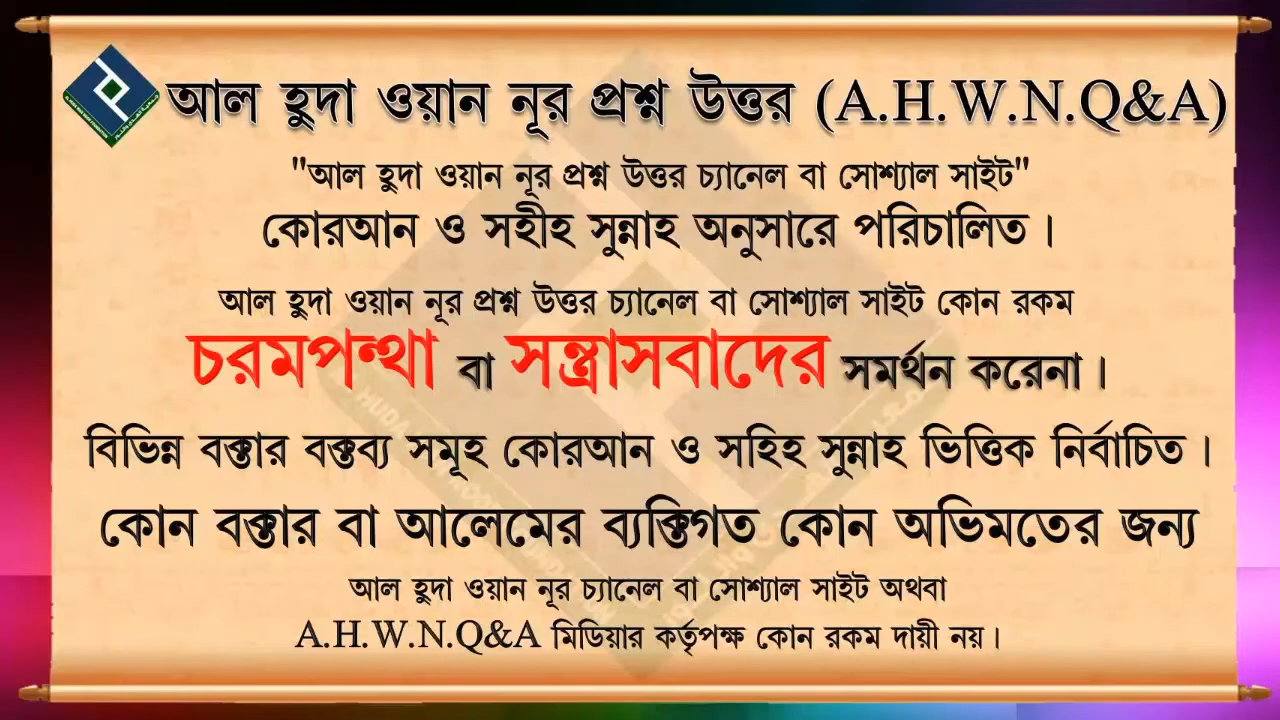 আল হুদা ওয়ান নূর প্রশ্ন উত্তর (A.H.W.N.Q&A)
"আল হুদা ওয়ান নূর প্রশ্ন উত্তর চ্যানেল বা সোশ্যাল সাইট"
কোরআন ও সহীহ সুন্নাহ অনুসারে পরিচালিত।
আল হুদা ওয়ান নূর প্রশ্ন উত্তর চ্যানেল বা সোশ্যাল সাইট কোন রকম
চরমপন্থা বা সন্ত্রাসবাদের সমর্থন করেনা।
বিভিন্ন বক্তার বক্তব্য সমূহ কোরআন ও সহিহ সুন্নাহ ভিত্তিক নির্বাচিত।
কোন বক্তার বা আলেমের ব্যক্তিগত কোন অভিমতের জন্য
আল হুদা ওয়ান নূর চ্যানেল বা সোশ্যাল সাইট অথবা
A.H.W.N.Q&A মিডিয়ার কর্তৃপক্ষ কোন রকম দায়ী নয়।